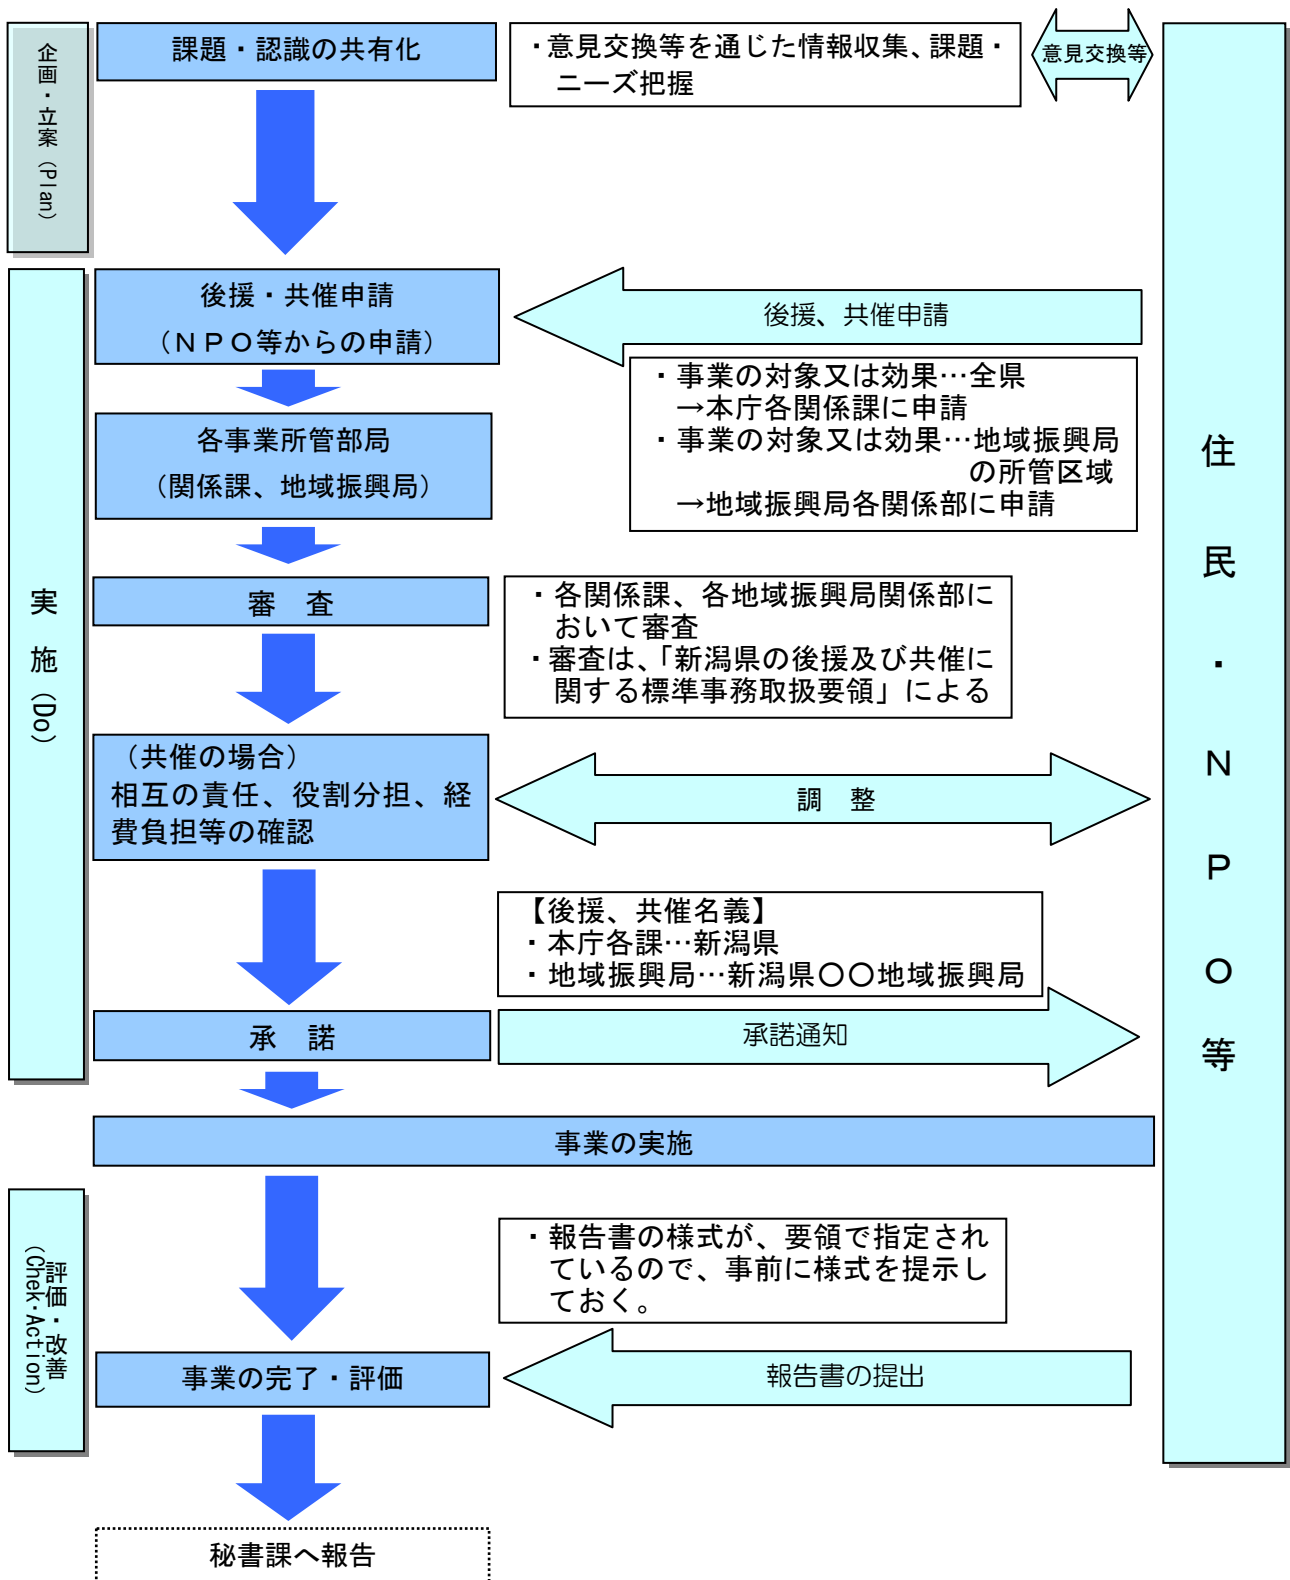 企画・立案（Plan）
課題・認識の共有化
・意見交換等を通じた情報収集、課題・
ニーズ把握
意見交換等
住民・ＮＰＯ等
実施（Do）
後援・共催申請
（ＮＰＯ等からの申請）
後援、共催申請
・事業の対象又は効果…全県
→本庁各関係課に申請
・事業の対象又は効果…地域振興局
の所管区域
→地域振興局各関係部に申請
各事業所管部局
（関係課、地域振興局）
審　査
・各関係課、各地域振興局関係部に
おいて審査
・審査は、「新潟県の後援及び共催に
関する標準事務取扱要領」による
（共催の場合）
相互の責任、役割分担、経
費負担等の確認
調　整
【後援、共催名義】
・本庁各課…新潟県
・地域振興局…新潟県〇〇地域振興局
承　諾
承諾通知
事業の実施
評価・改善
（Chek・Action）
・報告書の様式が、要領で指定され
ているので、事前に様式を提示し
ておく。
事業の完了・評価
報告書の提出
秘書課へ報告